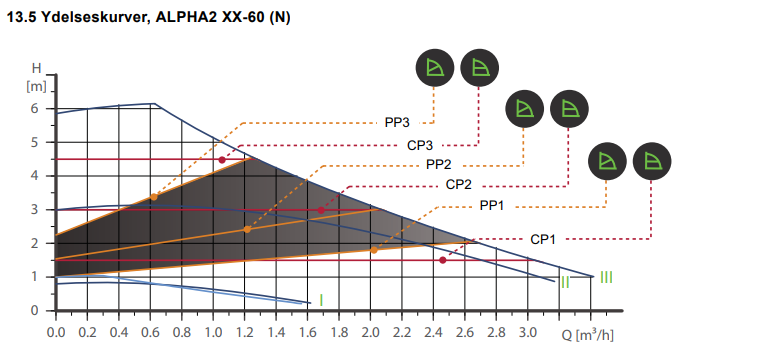 13.5 Ydelseskurver, ALPHA2 XX-60 (N)
H
[m]
6
5
4
3
2
1
0
PP3
CP3
PP2
CP2
PP1
CP1
I
II
III
0.0 0.2 0.4 0.6 0.8 1.0 1.2 1.4 1.6 1.8 2.0 2.2 2.4 2.6 2.8 3.0 Q [m³/h]